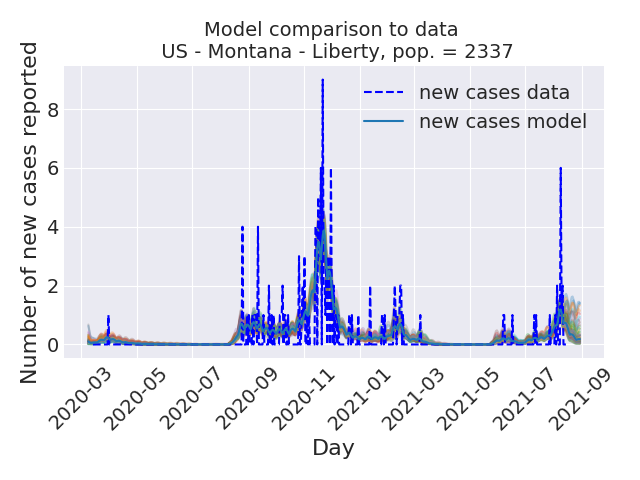 Model comparison to data
US - Montana - Liberty, pop. = 2337
Number of new cases reported
8
6
4
2
0
new cases data
new cases model
2020-03
2020-05
2020-07
2020-09
2020-11
2021-01
2021-03
2021-05
2021-07
2021-09
Day